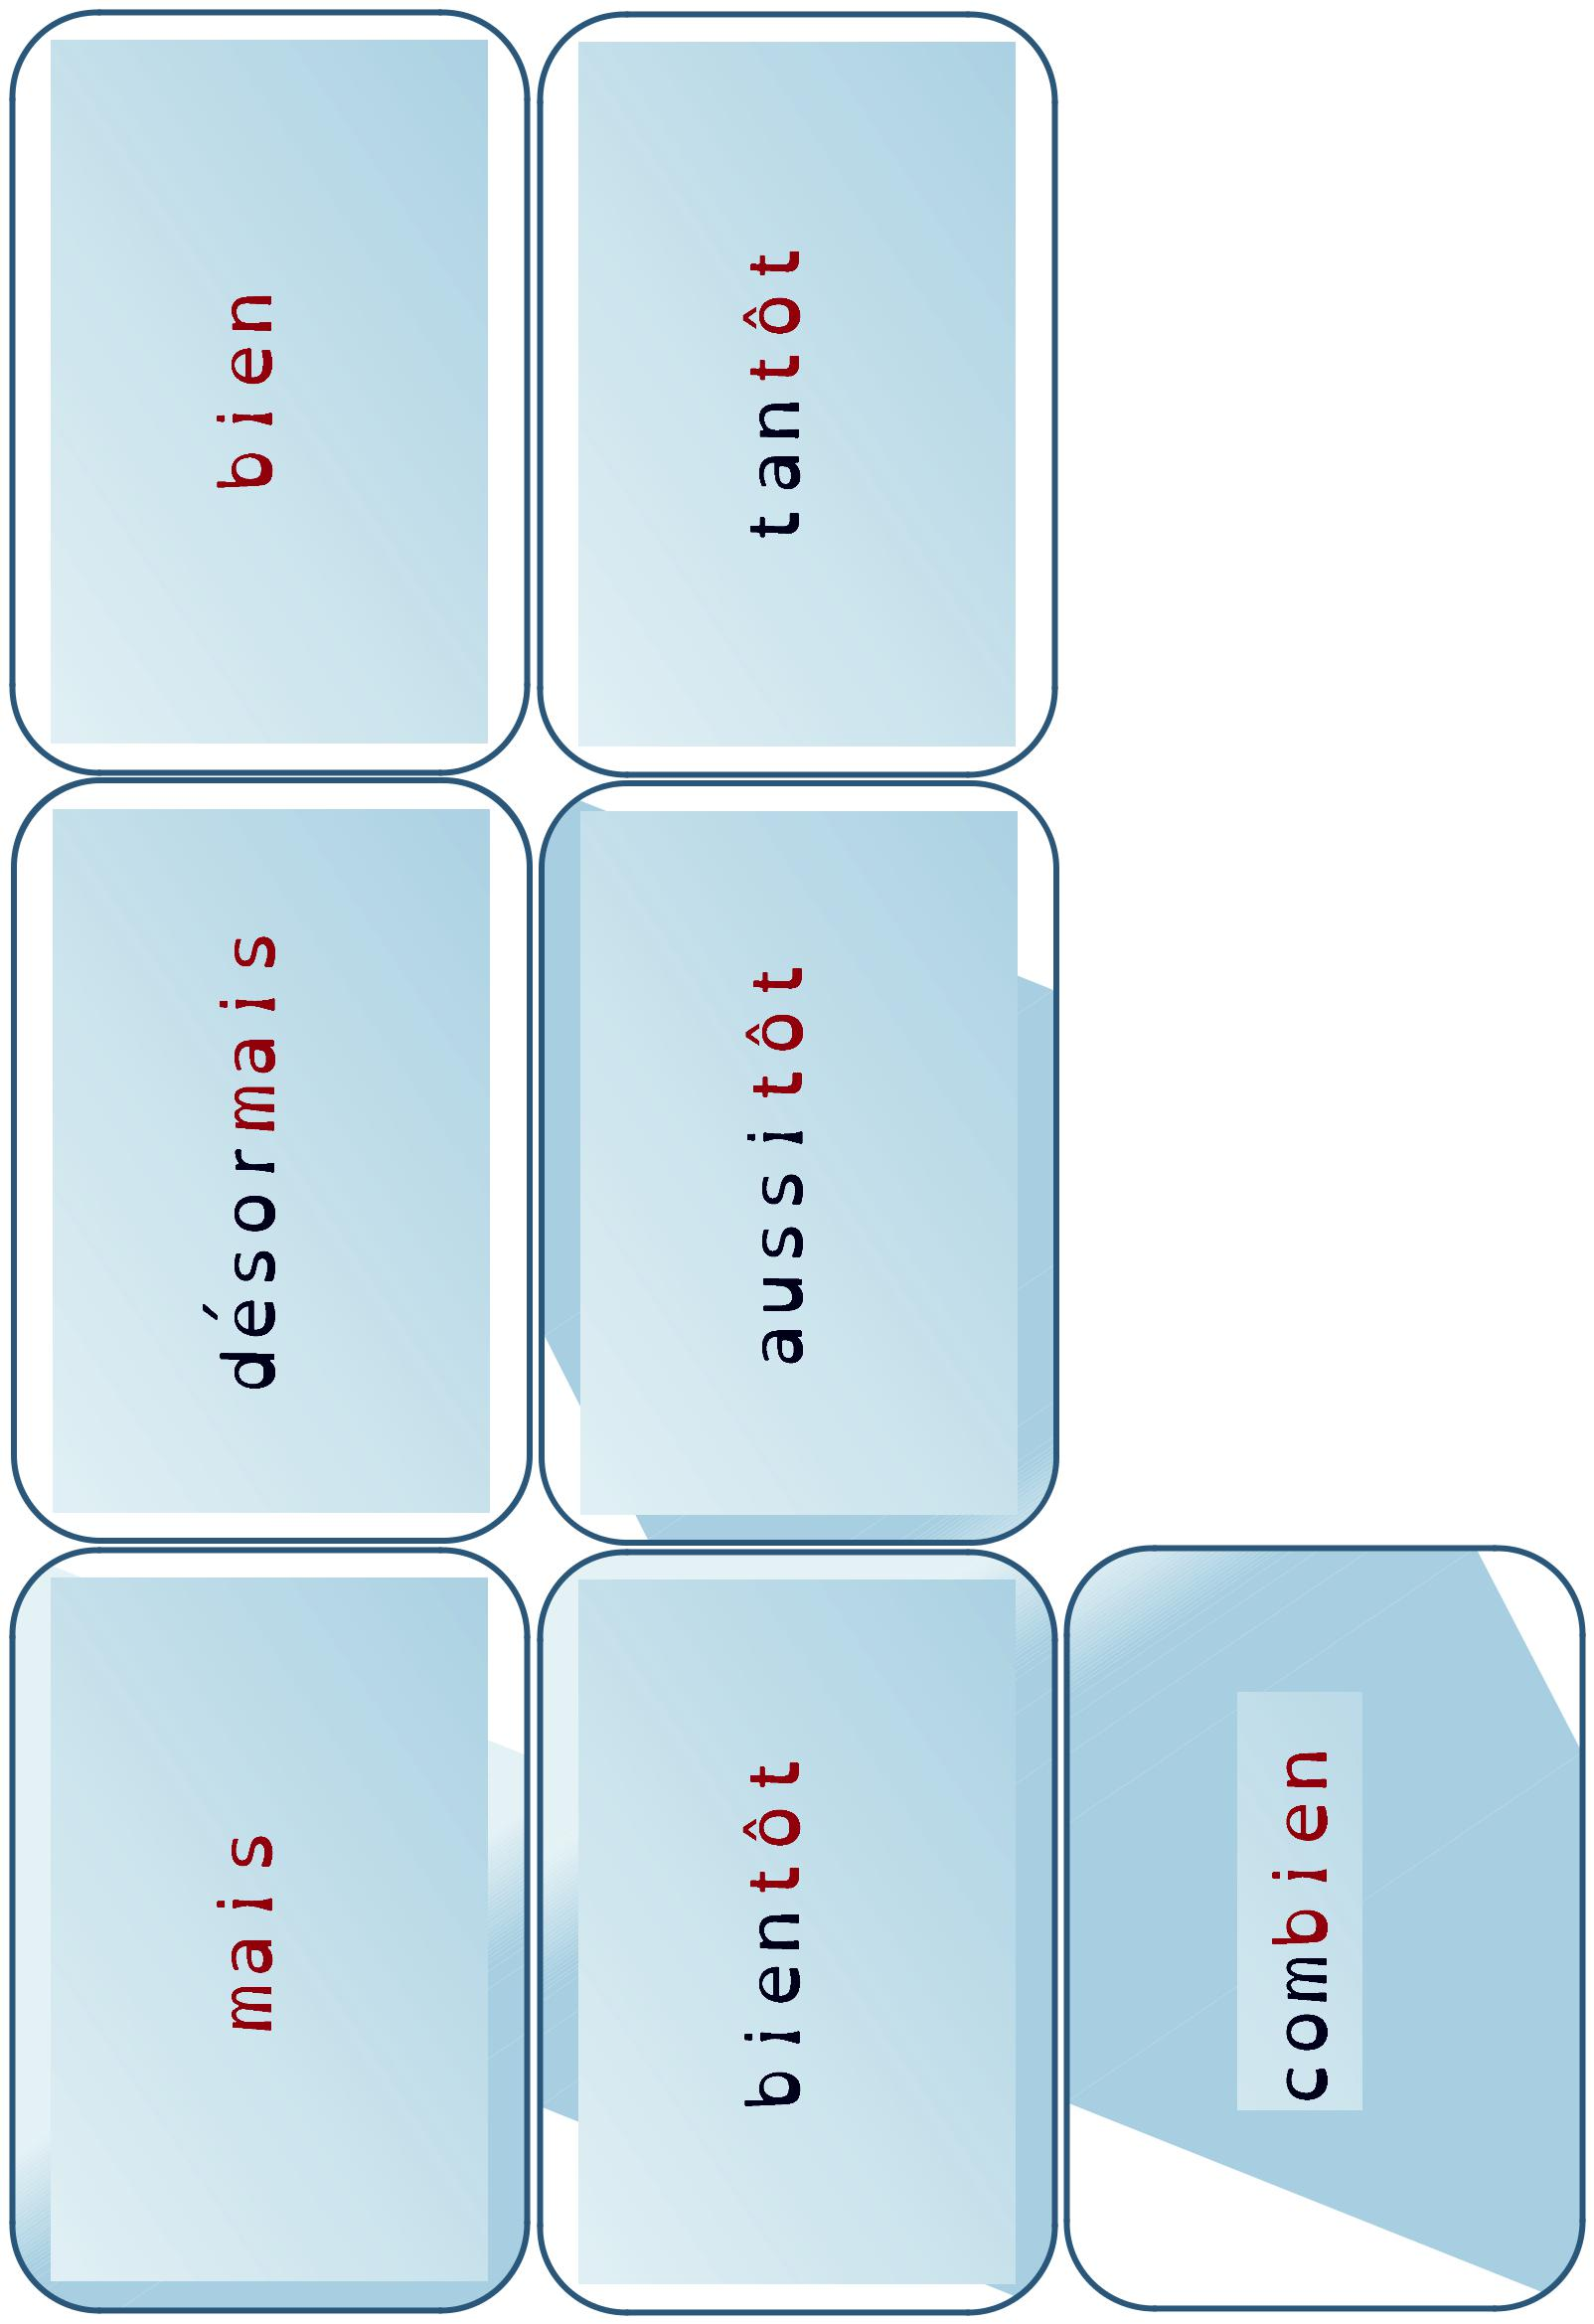 mais
désormais
bien
bientôt
aussitôt
tantôt
combien